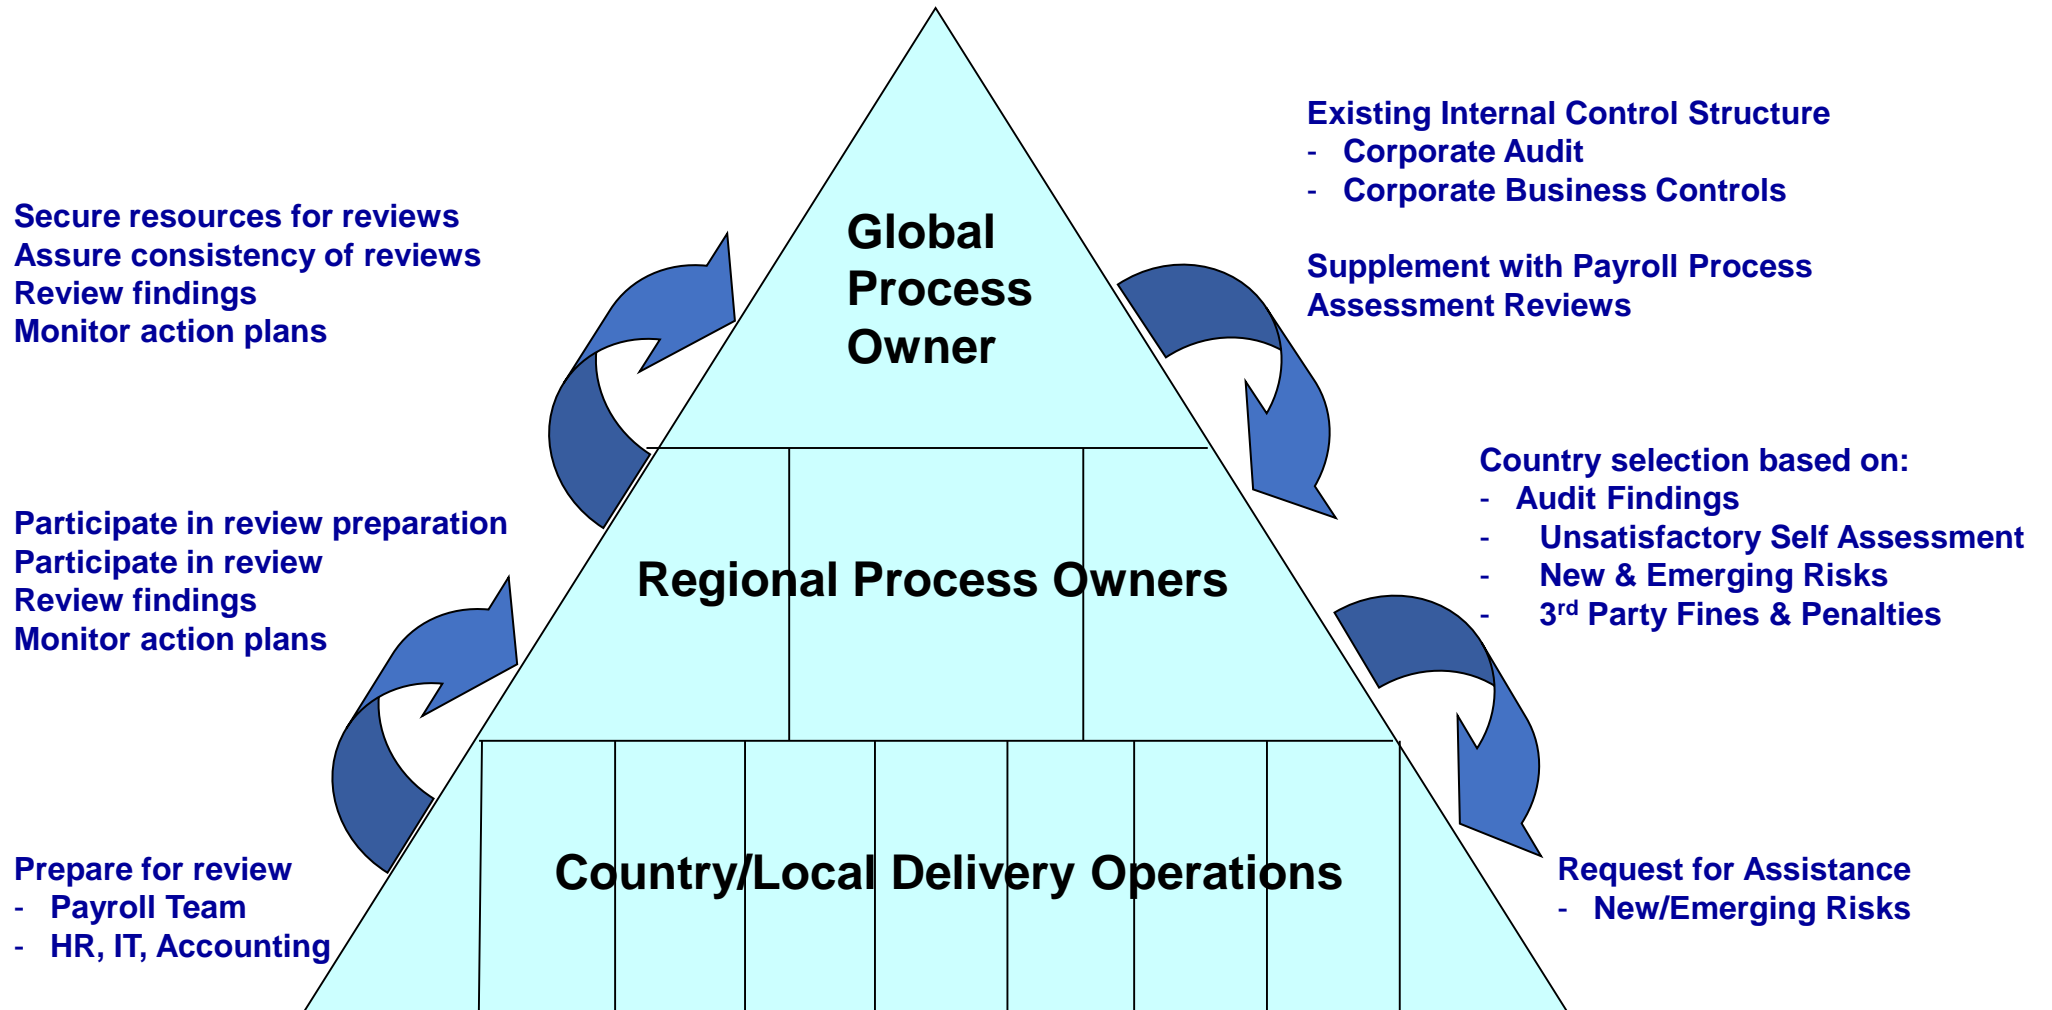 Existing Internal Control Structure
- Corporate Audit
- Corporate Business Controls
Supplement with Payroll Process
Assessment Reviews
Secure resources for reviews
Assure consistency of reviews
Review findings
Monitor action plans
Global
Process
Owner
Country selection based on:
- Audit Findings
- Unsatisfactory Self Assessment
- New & Emerging Risks
- 3rd Party Fines & Penalties
Participate in review preparation
Participate in review
Review findings
Monitor action plans
Regional Process Owners
Prepare for review
- Payroll Team
- HR, IT, Accounting
Country/Local Delivery Operations
Request for Assistance
- New/Emerging Risks